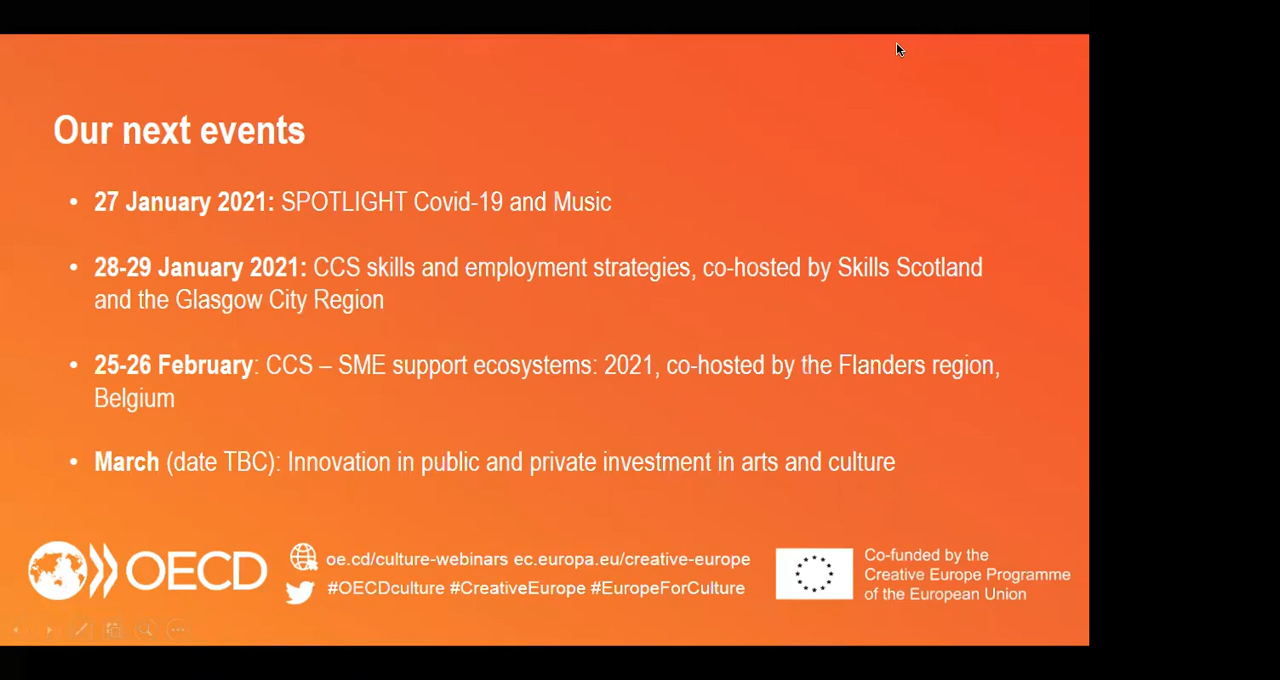 Our next events
• 27 January 2021: SPOTLIGHT Covid-19 and Music
• 28-29 January 2021: CCS skills and employment strategies, co-hosted by Skills Scotland
and the Glasgow City Region
• 25-26 February: CCS – SME support ecosystems: 2021, co-hosted by the Flanders region,
Belgium
• March (date TBC): Innovation in public and private investment in arts and culture
OECD
oe.cd/culture-webinars ec.europa.eu/creative-europe
#OECDculture #CreativeEurope #EuropeForCulture
Co-funded by the
Creative Europe Programme
of the European Union